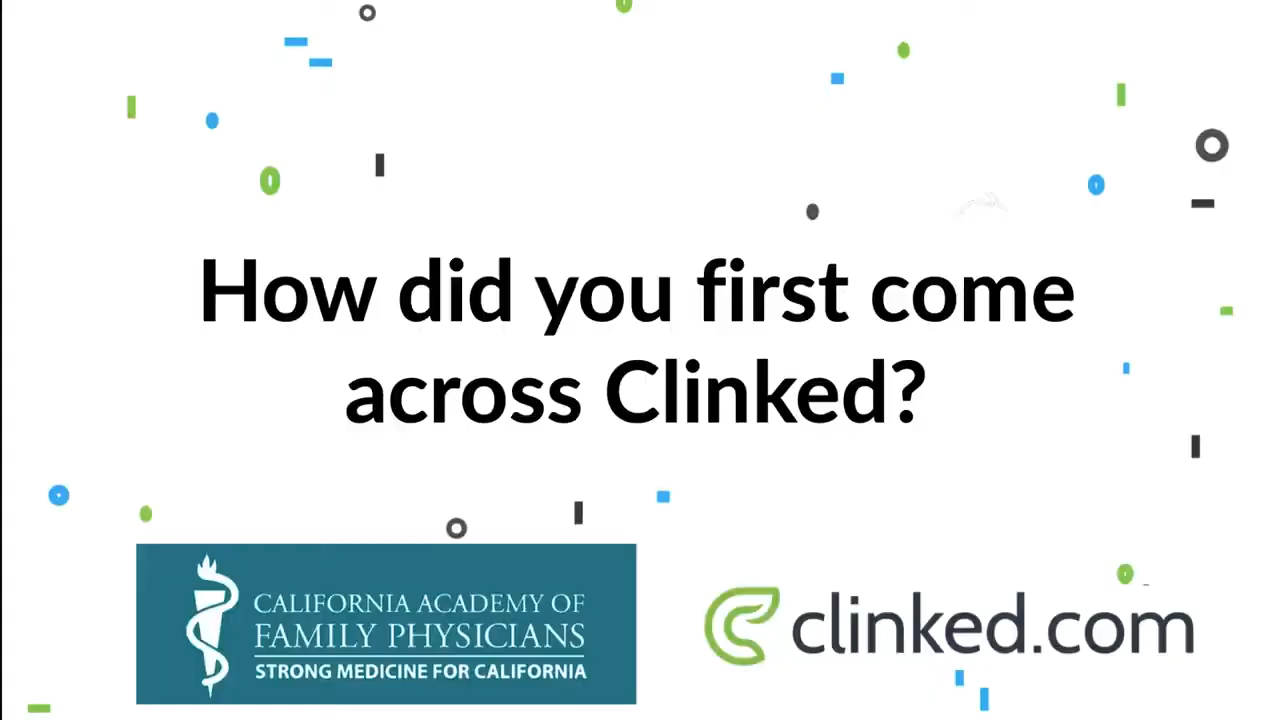 How did you first come
across Clinked?
CALIFORNIA ACADEMY OF
FAMILY PHYSICIANS
STRONG MEDICINE FOR CALIFORNIA
clinked.com